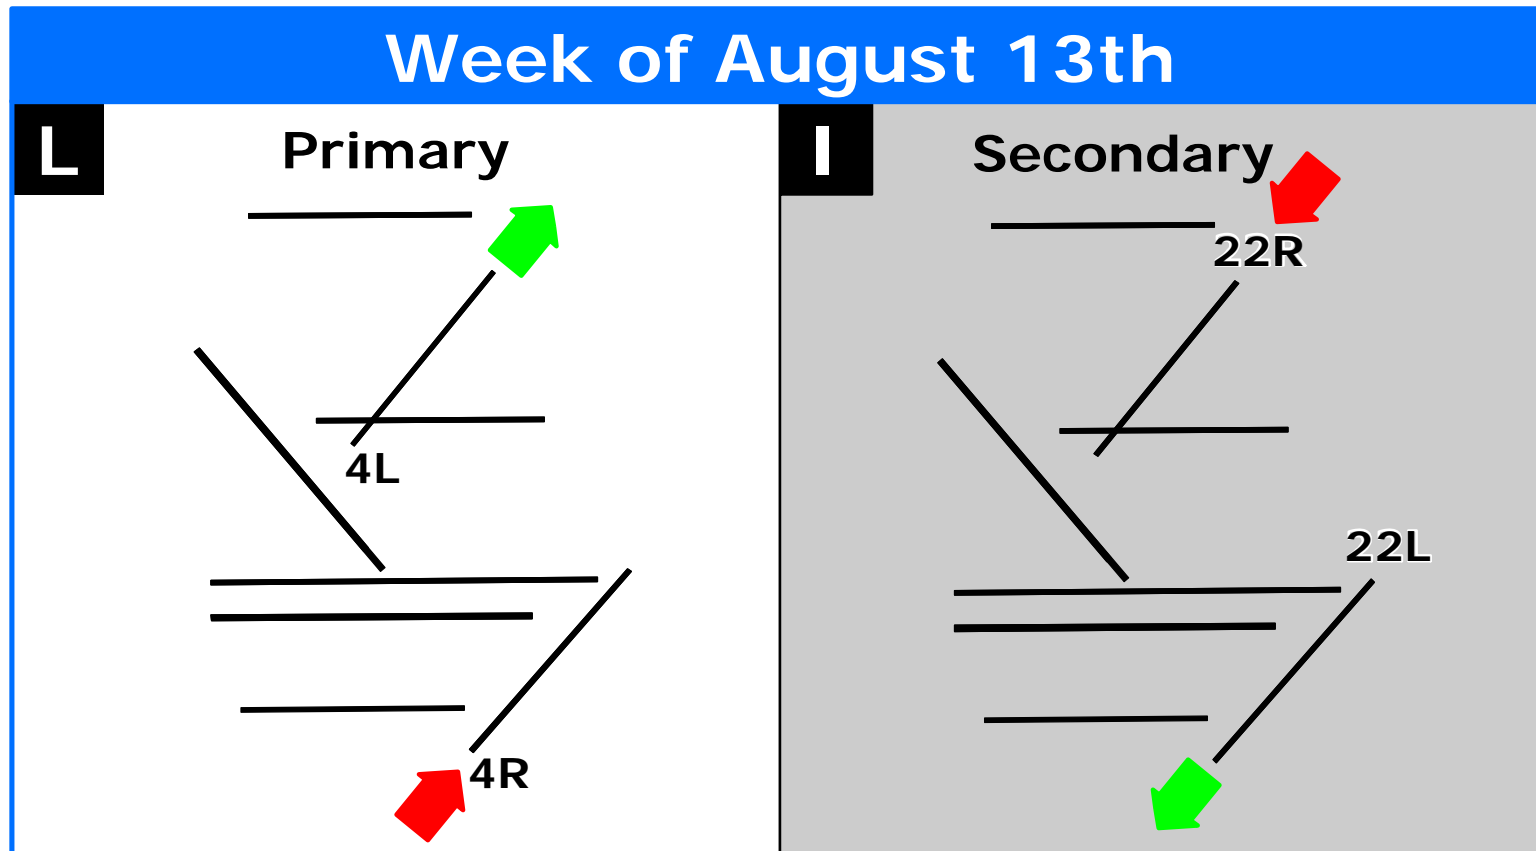 Week of August 13th
L
Primary
4L
4R
I
Secondary
22R
22L